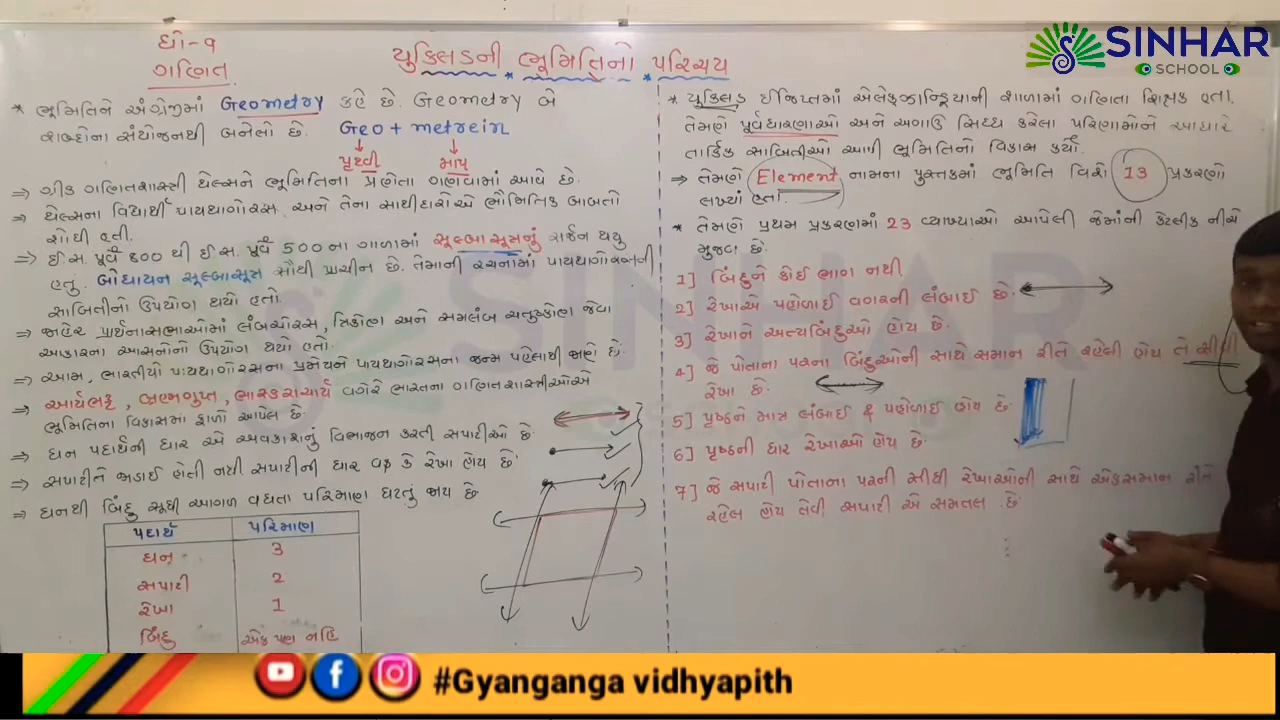 ધો-૧
ગણિત
યુક્લિડની ભૂમિતિનો પરિચય
SINHAR
SCHOOL
* ભૂમિતિને અંગ્રેજીમાં Geometry કહે છે. Geometry બે
શબ્દોના સંયોજનથી બનેલો છે. Geo + metrein
પૃથ્વી માપ
⇒ ગ્રીક ગણિતશાસ્ત્રી થેલ્સને ભૂમિતિના પ્રણેતા ગણવામાં આવે છે.
⇒ થેલ્સના વિદ્યાર્થી પાયથાગોરસ અને તેના સાથીદારોએ ભૌમિતિક બાબતો
શોધી હતી.
⇒ ઈ.સ. પૂર્વે 800 થી ઈ.સ. પૂર્વે 500 ના ગાળામાં સૂલ્બાસૂત્રનું સર્જન થયુ
હતુ. બોધાયન સૂલ્બાસૂત્ર સૌથી પ્રાચીન છે. તેમાની રચનામાં પાયથાગોરસની
સાબિતીનો ઉપયોગ થયો હતો.
⇒ જાહેર પ્રાર્થનાસભાઓમાં લંબચોરસ, ત્રિકોણ અને સમલંબ ચતુષ્કોણ જેવા
આકારના આસનોનો ઉપયોગ થયો હતો.
⇒ આમ, ભારતીયો પાયથાગોરસના પ્રમેયને પાયથાગોરસના જન્મ પહેલાથી જાણે છે.
⇒ આર્યભટ્ટ, બ્રહ્મગુપ્ત, ભાસ્કરાચાર્ય વગેરે ભારતના ગણિતશાસ્ત્રીઓએ
ભૂમિતિના વિકાસમાં ફાળો આપેલ છે.
⇒ ઘન પદાર્થની ધાર એ અવકાશનું વિભાજન કરતી સપાટીઓ છે.
⇒ સપાટીને જાડાઈ હોતી નથી સપાટીની ધાર વક્ર કે રેખા હોય છે
⇒ ઘનથી બિંદુ સુધી આગળ વધતા પરિમાણ ઘટતું જાય છે
પદાર્થ પરિમાણ
ઘન 3
સપાટી 2
રેખા 1
બિંદુ એક પણ નહિ
* યૂક્લિડ ઈજિપ્તમાં એલેક્ઝાન્ડ્રિયાની શાળામાં ગણિતના શિક્ષક હતા.
તેમણે પૂર્વધારણાઓ અને અગાઉ સિધ્ધ કરેલા પરિણામોને આધારે
તાર્કિક સાબિતીઓ આપી ભૂમિતિનો વિકાસ કર્યો.
⇒ તેમણે Element નામના પુસ્તકમાં ભૂમિતિ વિશે 13 પ્રકરણો
લખ્યાં હતા.
* તેમણે પ્રથમ પ્રકરણમાં 23 વ્યાખ્યાઓ આપેલી જેમાંની કેટલીક નીચે
મુજબ છે.
1] બિંદુને કોઈ ભાગ નથી.
2] રેખાએ પહોળાઈ વગરની લંબાઈ છે.
3] રેખાને અંત્યબિંદુઓ હોય છે.
4] જે પોતાના પરના બિંદુઓની સાથે સમાન રીતે રહેલી હોય તે સીધી
રેખા છે.
5] પૃષ્ઠને માત્ર લંબાઈ & પહોળાઈ હોય છે.
6] પૃષ્ઠની ધાર રેખાઓ હોય છે.
7] જે સપાટી પોતાના પરની સીધી રેખાઓની સાથે એકસમાન રીતે
રહેલ હોય તેવી સપાટી એ સમતલ છે.
#Gyanganga vidhyapith